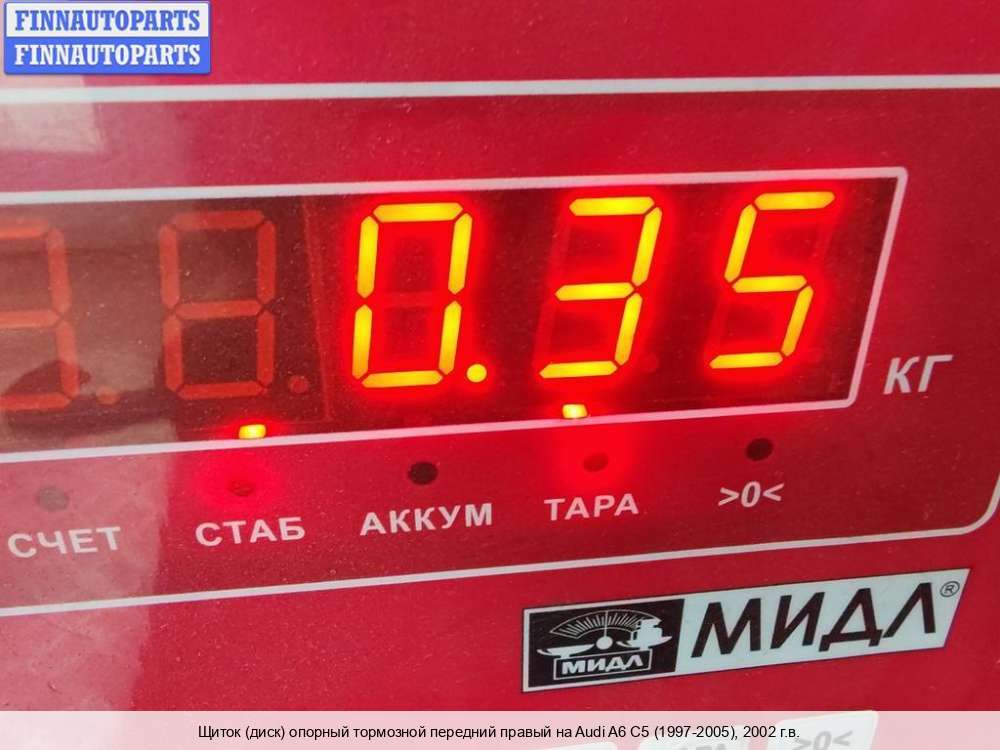 FINNAUTOPARTS
FINNAUTOPARTS
0.35
КГ
СЧЕТ СТАБ АККУМ ТАРА >0<
МИДЛ МИДЛ®
>0<
Щиток (диск) опорный тормозной передний правый на Audi A6 C5 (1997-2005), 2002 г.в.